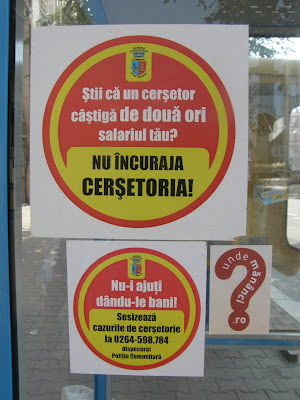 Ştii că un cerşetor
câştigă de două ori
salariul tău?
NU ÎNCURAJA
CERŞETORIA!
Nu-i ajuţi
dându-le bani!
Sesizează
cazurile de cerşetorie
la 0264-598.784
dispecerat
Poliţia Comunitară
unde mănânci
.ro